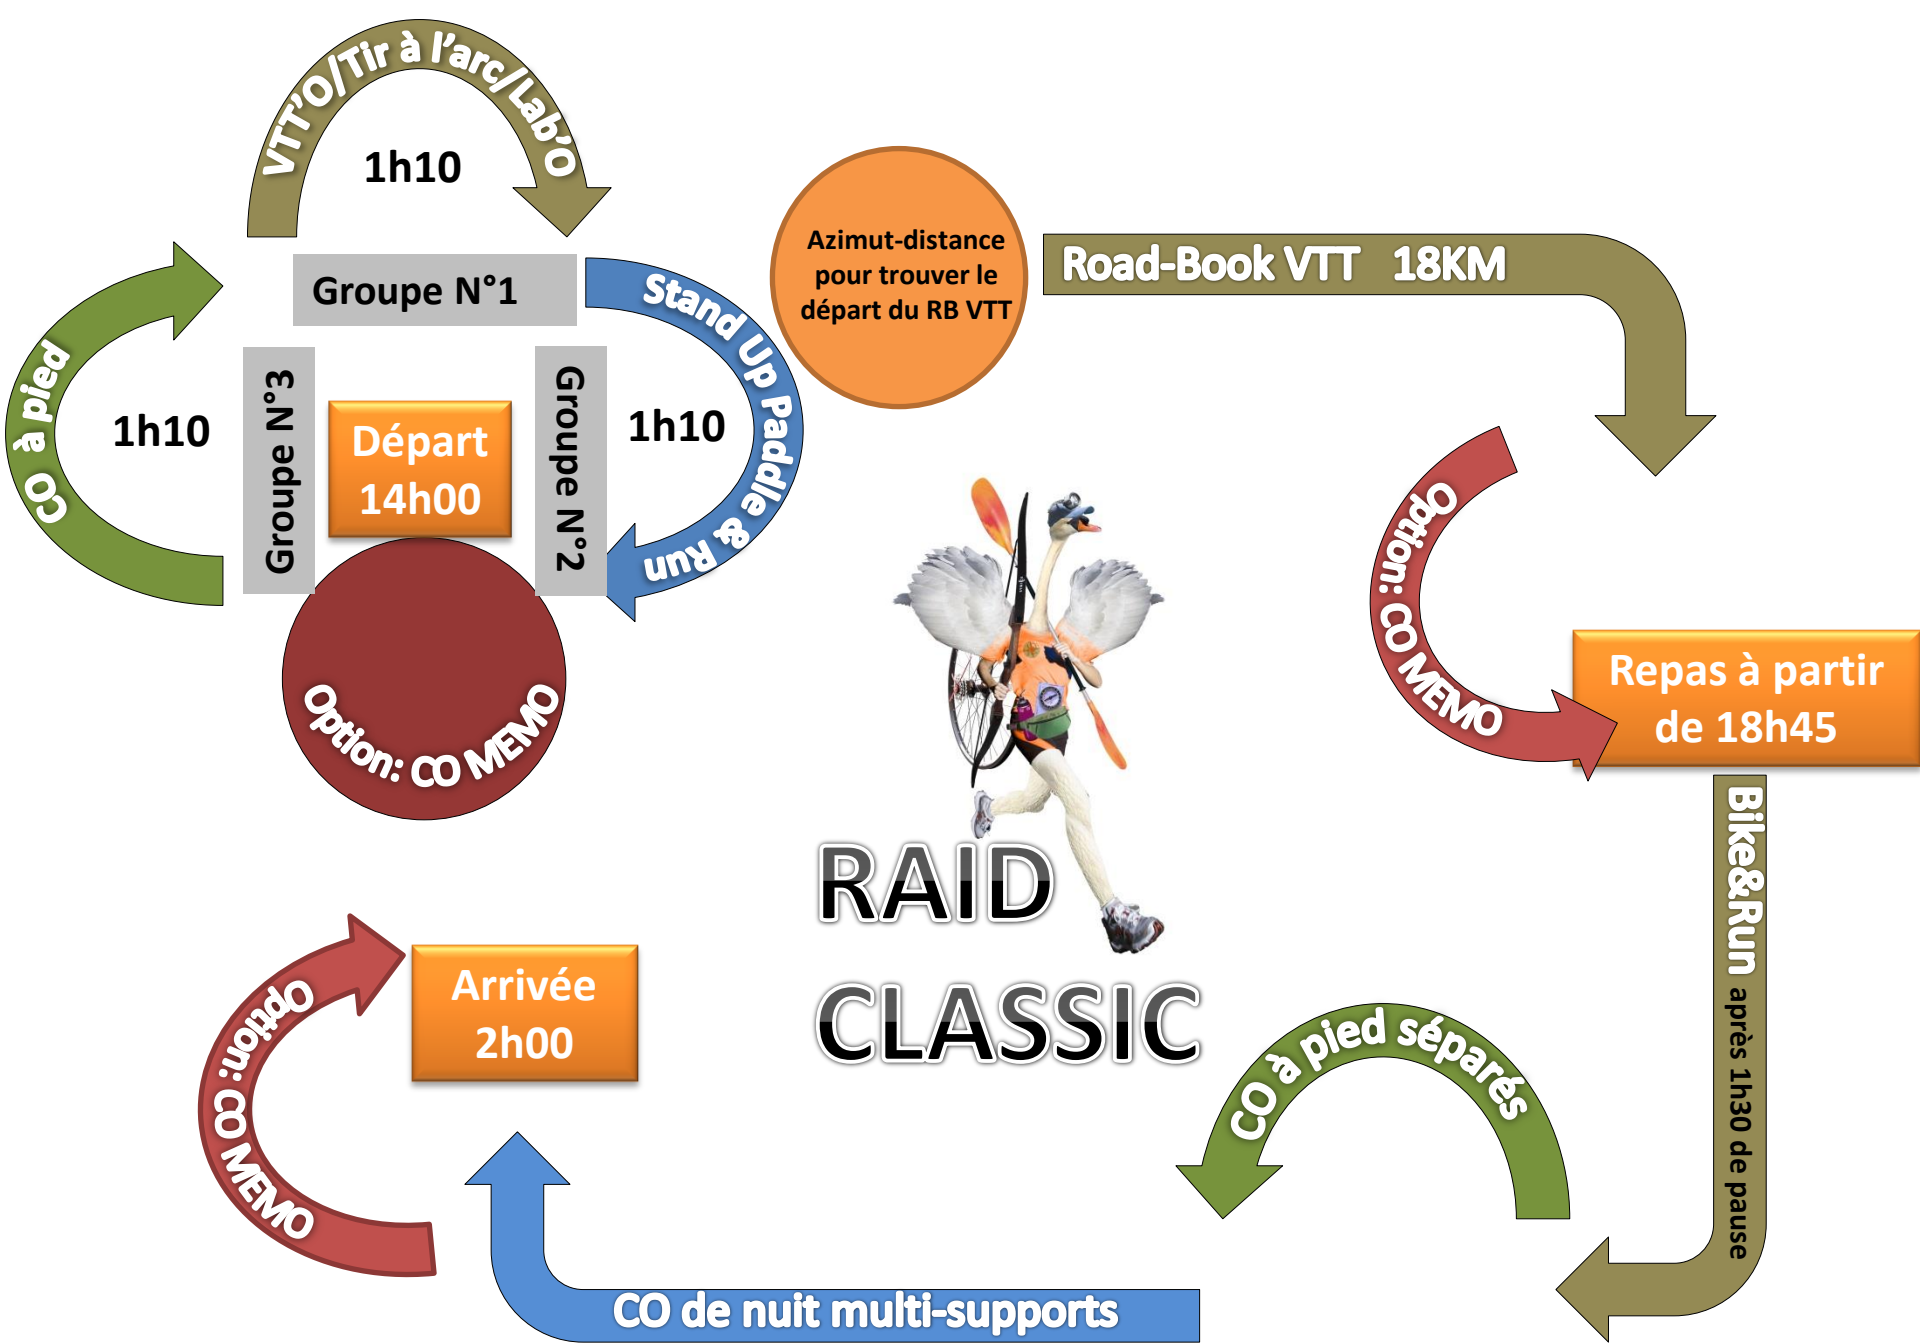 VTT'O/Tir à l'arc/Lab'O
1h10
Groupe N°1
CO à pied
1h10
Groupe N°3
Départ
14h00
Groupe N°2
1h10
Stand Up Paddle & Run
Option: CO MEMO
Azimut-distance
pour trouver le
départ du RB VTT
Road-Book VTT 18KM
Option: CO MEMO
Repas à partir
de 18h45
Bike&Run après 1h30 de pause
RAID
CLASSIC
CO à pied séparés
CO de nuit multi-supports
Option: CO MEMO
Arrivée
2h00